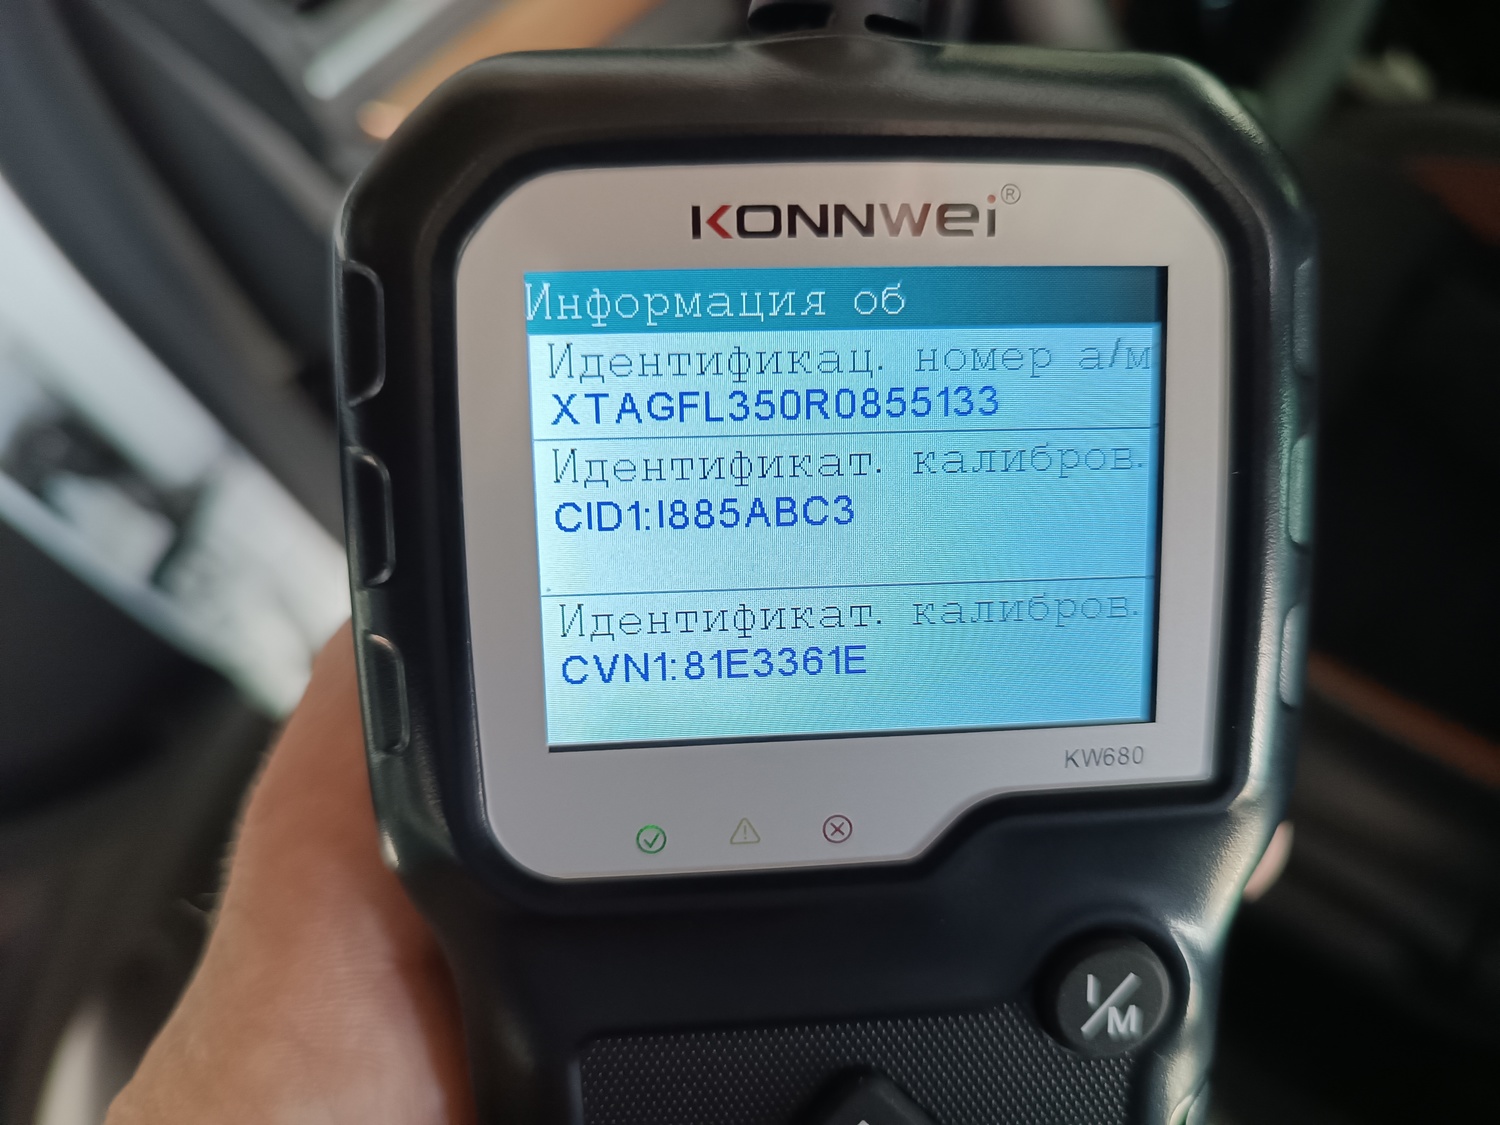 KONNWEI®
Информация об
Идентификац. номер а/м
XTAGFL350R0855133
Идентификат. калибров.
CID1:I885ABC3
Идентификат. калибров.
CVN1:81E3361E
KW680
I/M